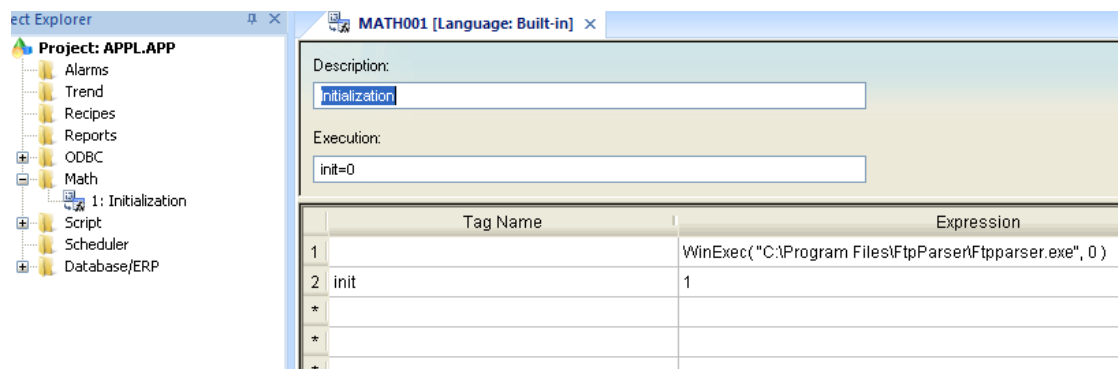 ect Explorer
Project: APPL.APP
Alarms
Trend
Recipes
Reports
ODBC
Math
1: Initialization
Script
Scheduler
Database/ERP
MATH001 [Language: Built-in]
Description:
Initialization
Execution:
init=0
Tag Name Expression
1 WinExec( "C:\Program Files\FtpParser\Ftpparser.exe", 0 )
2 init 1
*
*
*